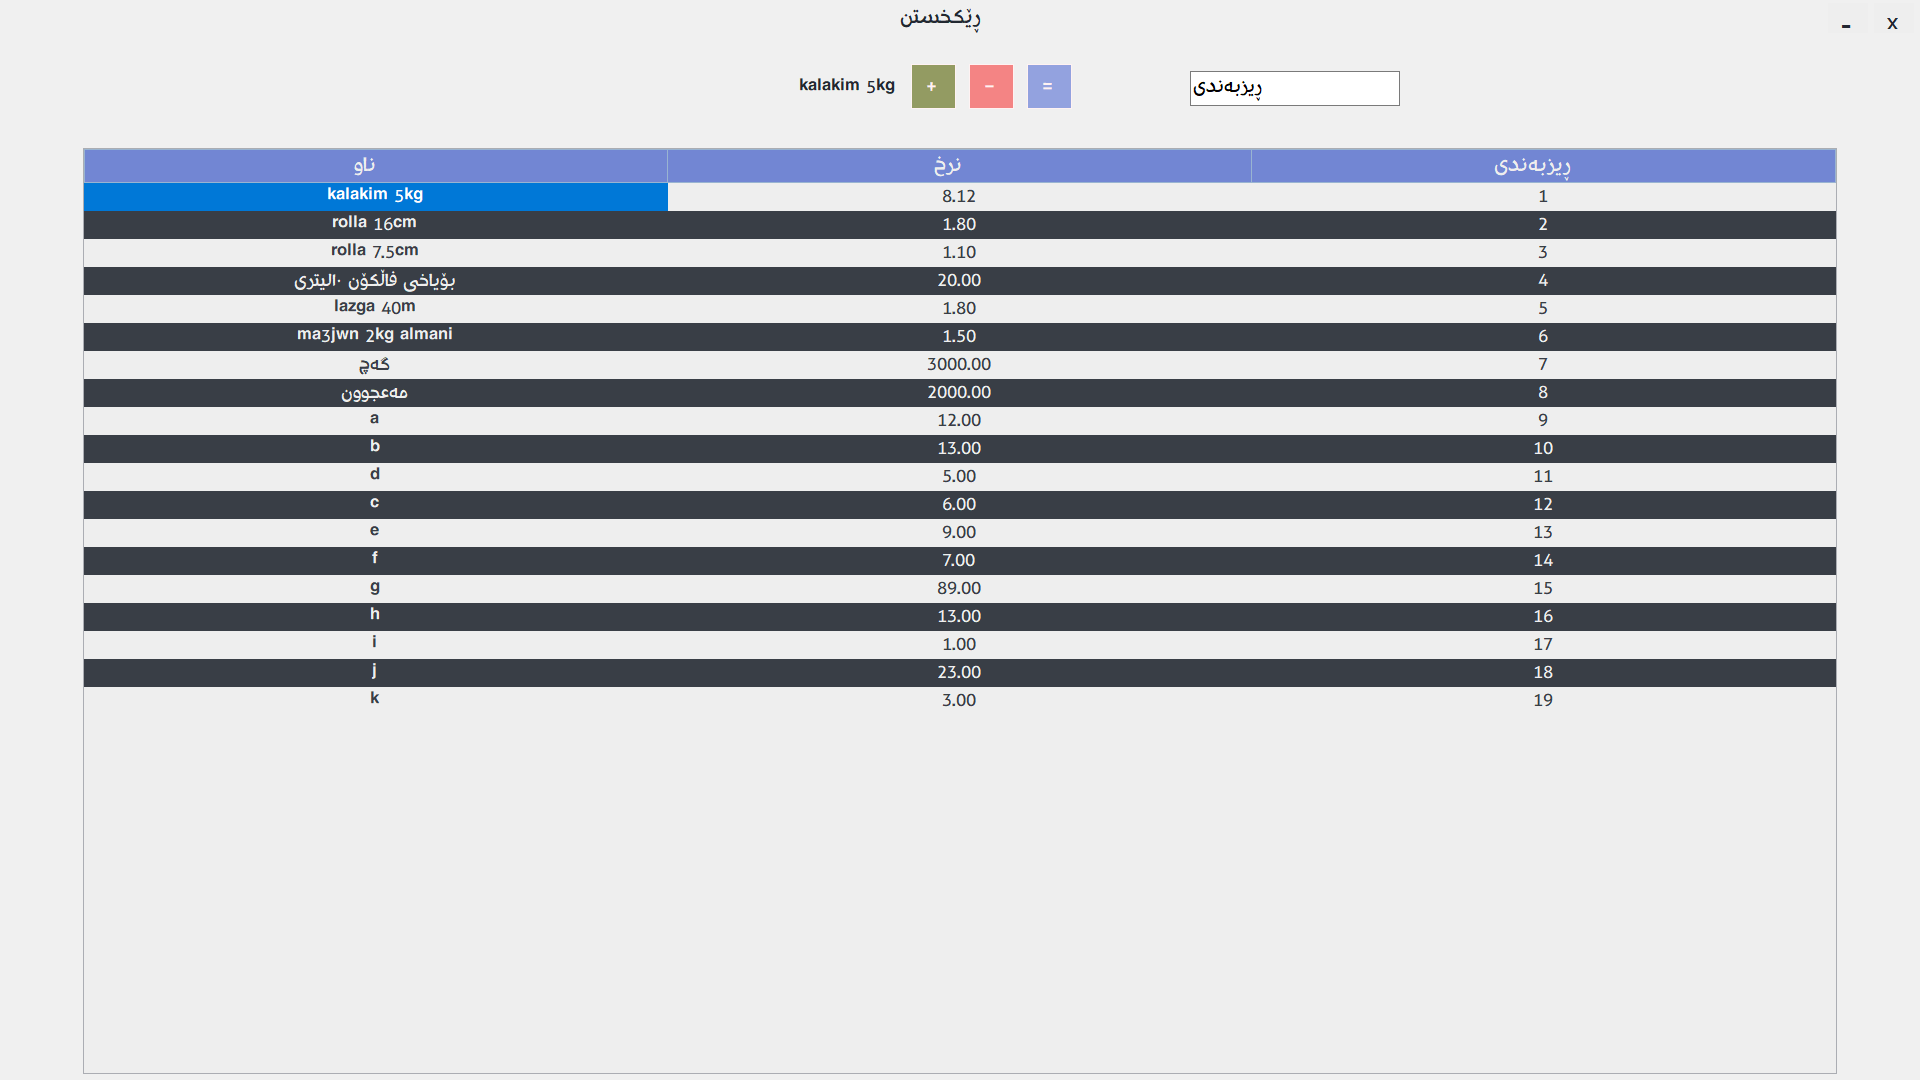 ڕێکخستن
- x
kalakim 5kg + - = ڕیزبەندی
ناو نرخ ڕیزبەندی
kalakim 5kg 8.12 1
rolla 16cm 1.80 2
rolla 7.5cm 1.10 3
بۆیاخی فاڵکۆن ١٠لیتری 20.00 4
lazga 40m 1.80 5
ma3jwn 2kg almani 1.50 6
گەچ 3000.00 7
مەعجوون 2000.00 8
a 12.00 9
b 13.00 10
d 5.00 11
c 6.00 12
e 9.00 13
f 7.00 14
g 89.00 15
h 13.00 16
i 1.00 17
j 23.00 18
k 3.00 19